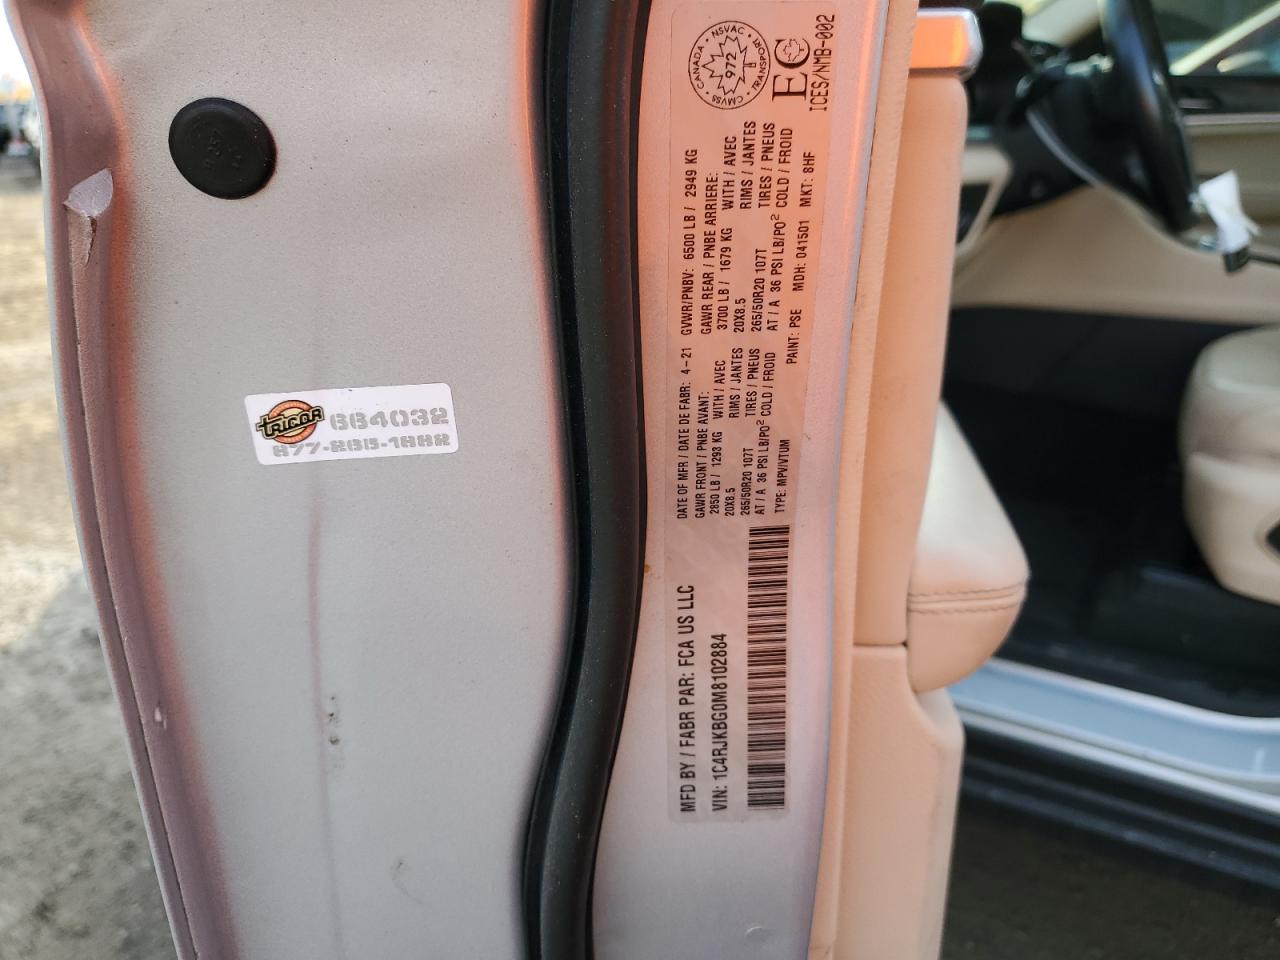 MFD BY / FABR PAR: FCA US LLC
VIN: 1C4RJKBG0M8102884
DATE OF MFR / DATE DE FABR: 4-21
GVWR/PNBV: 6500 LB / 2949 KG
GAWR FRONT / PNBE AVANT:
2850 LB / 1293 KG WITH / AVEC
20X8.5 RIMS / JANTES
265/50R20 107T TIRES / PNEUS
AT / A 36 PSI LB/PO² COLD / FROID
TYPE: MPV/VTUM
GAWR REAR / PNBE ARRIERE:
3700 LB / 1679 KG WITH / AVEC
20X8.5 RIMS / JANTES
265/50R20 107T TIRES / PNEUS
AT / A 36 PSI LB/PO² COLD / FROID
PAINT: PSE MDH: 041501 MKT: 8HF
CANADA • NSVAC • TRANSPORT • CMVSS
972
EC
ICES/NMB-002
TRICOR 664032
877-265-1882